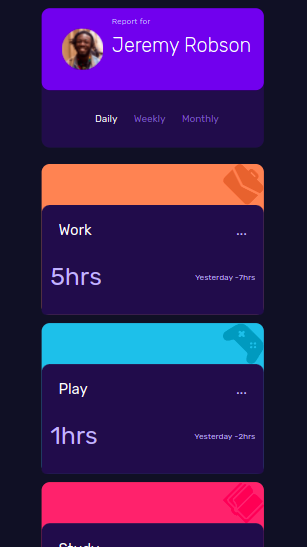 Report for
Jeremy Robson
Daily Weekly Monthly
Work ...
5hrs Yesterday -7hrs
Play ...
1hrs Yesterday -2hrs